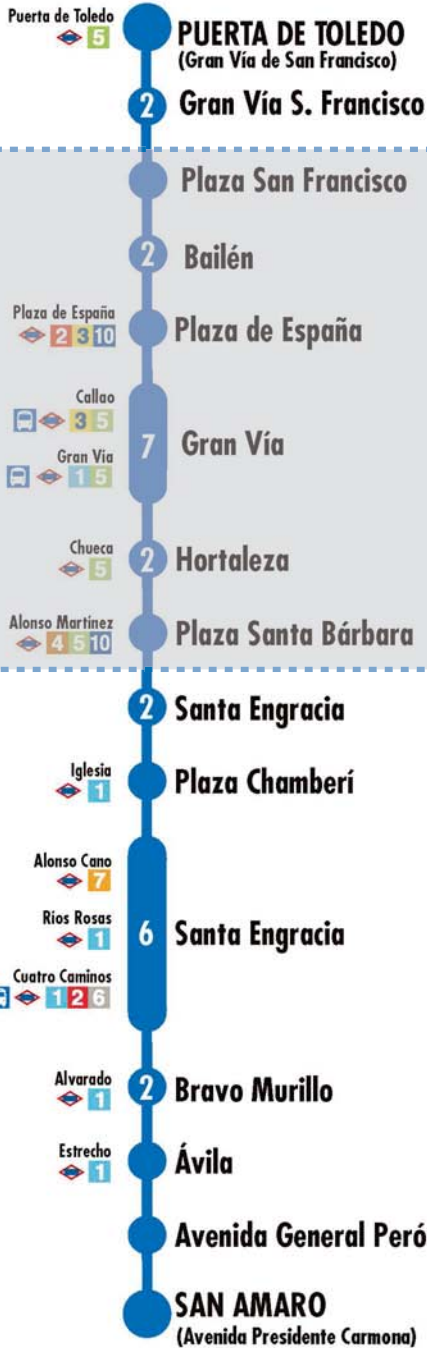 Puerta de Toledo
5
PUERTA DE TOLEDO
(Gran Vía de San Francisco)
2 Gran Vía S. Francisco
Plaza San Francisco
2 Bailén
Plaza de España
2 3 10
Plaza de España
Callao
3 5
Gran Via
1 5
7 Gran Vía
Chueca
5
2 Hortaleza
Alonso Martínez
4 5 10
Plaza Santa Bárbara
2 Santa Engracia
Iglesia
1
Plaza Chamberí
Alonso Cano
7
Rios Rosas
1
6 Santa Engracia
Cuatro Caminos
1 2 6
Alvarado
1
2 Bravo Murillo
Estrecho
1
Ávila
Avenida General Peró
SAN AMARO
(Avenida Presidente Carmona)